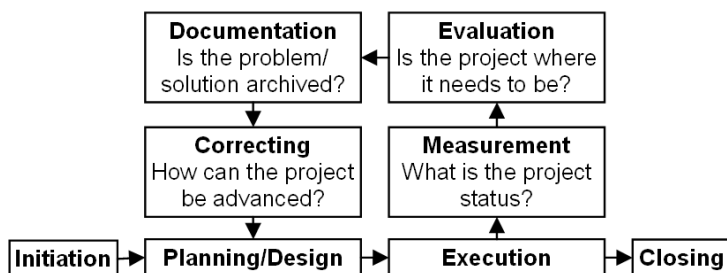 Documentation
Is the problem/
solution archived?
Evaluation
Is the project where
it needs to be?
Correcting
How can the project
be advanced?
Measurement
What is the project
status?
Initiation
Planning/Design
Execution
Closing